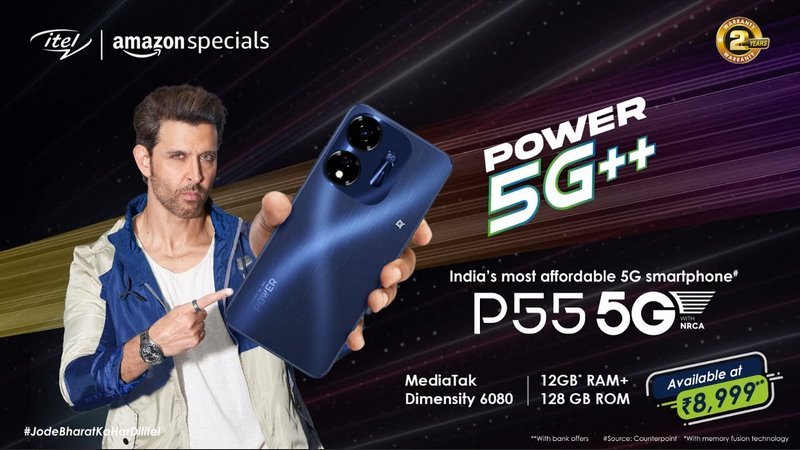 itel | amazonspecials
WARRANTY
2 YEARS
WARRANTY
POWER
5G++
POWER
India's most affordable 5G smartphone#
P55 5G WITH NRCA
MediaTak
Dimensity 6080
12GB* RAM+
128 GB ROM
Available at
₹8,999**
#JodeBharatKaHarDilitel
**With bank offers #Source: Counterpoint *With memory fusion technology